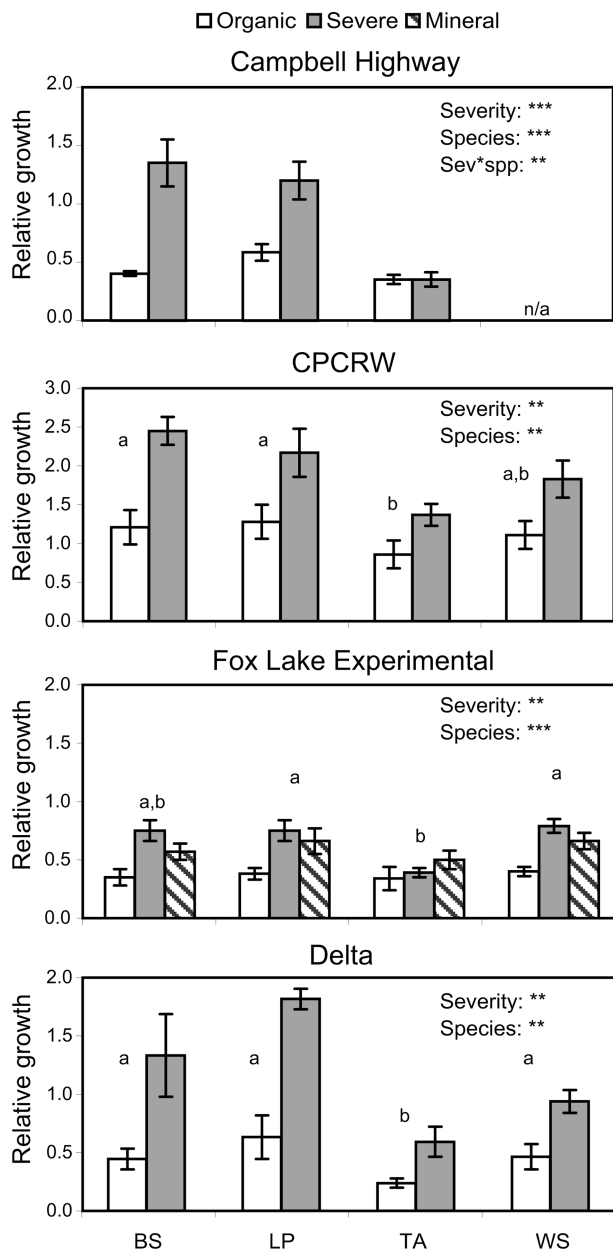 Organic Severe Mineral
Campbell Highway
Relative growth
2.0
1.5
1.0
0.5
0.0
Severity: ***
Species: ***
Sev*spp: **
n/a
CPCRW
Relative growth
3.0
2.5
2.0
1.5
1.0
0.5
0.0
Severity: **
Species: **
a
a
b
a,b
Fox Lake Experimental
Relative growth
2.0
1.5
1.0
0.5
0.0
Severity: **
Species: ***
a,b
a
b
a
Delta
Relative growth
2.0
1.5
1.0
0.5
0.0
Severity: **
Species: **
a
a
b
a
BS LP TA WS